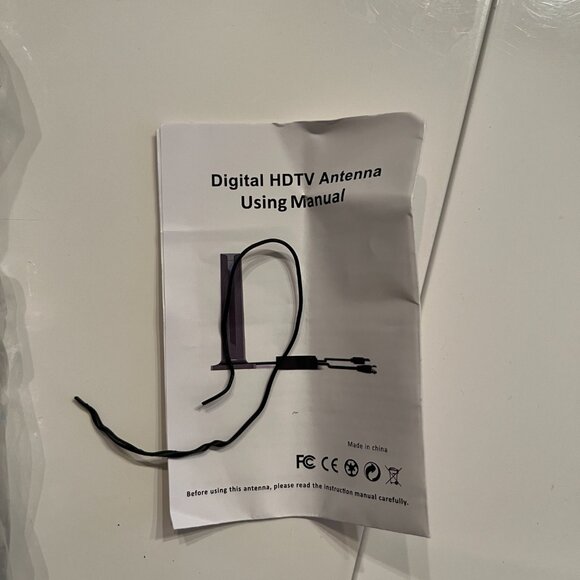 Digital HDTV Antenna
Using Manual
Made in china
FC CE
Before using this antenna, please read the instruction manual carefully.